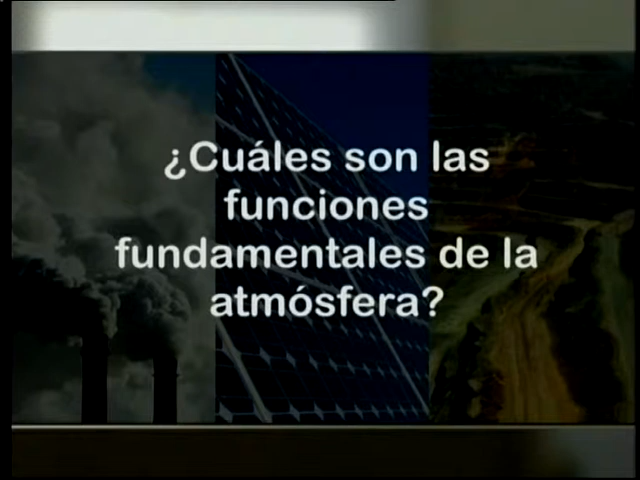 ¿Cuáles son las
funciones
fundamentales de la
atmósfera?